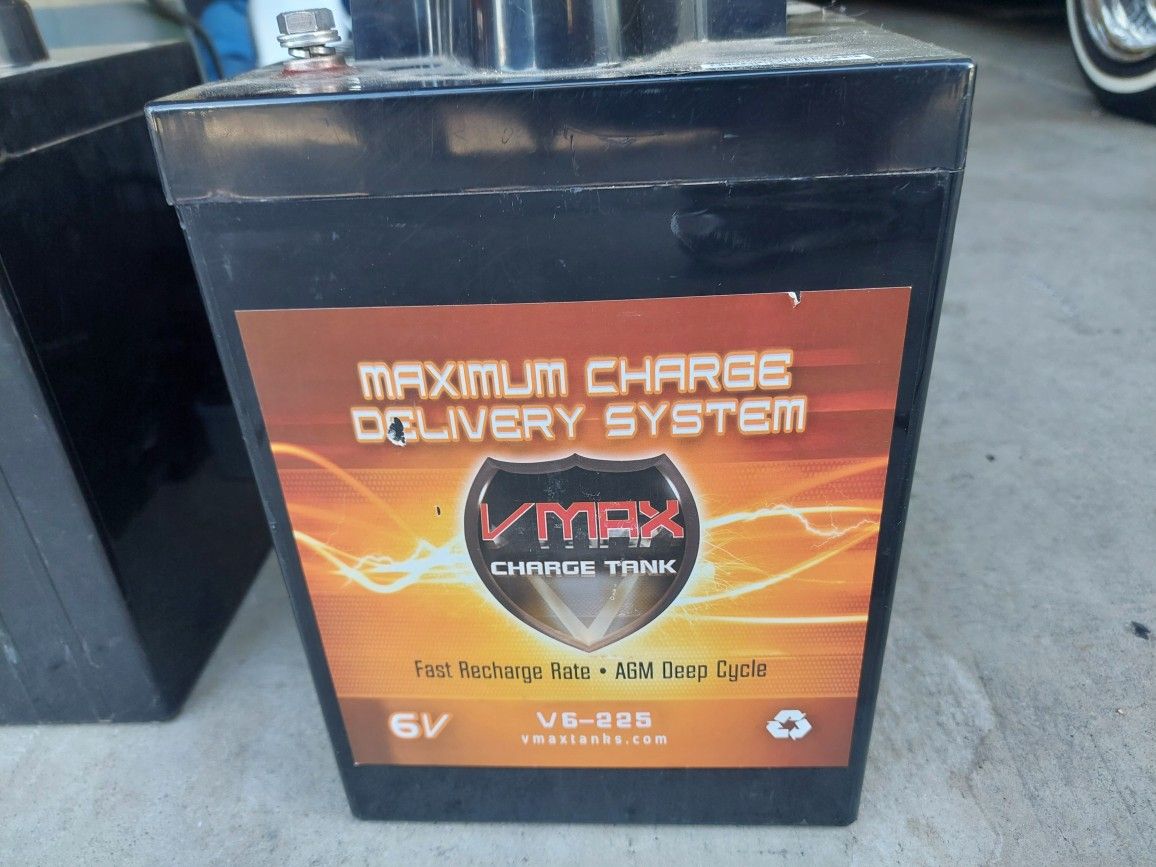 MAXIMUM CHARGE
DELIVERY SYSTEM
VMAX
CHARGE TANK
Fast Recharge Rate • AGM Deep Cycle
6V
V6-225
vmaxtanks.com